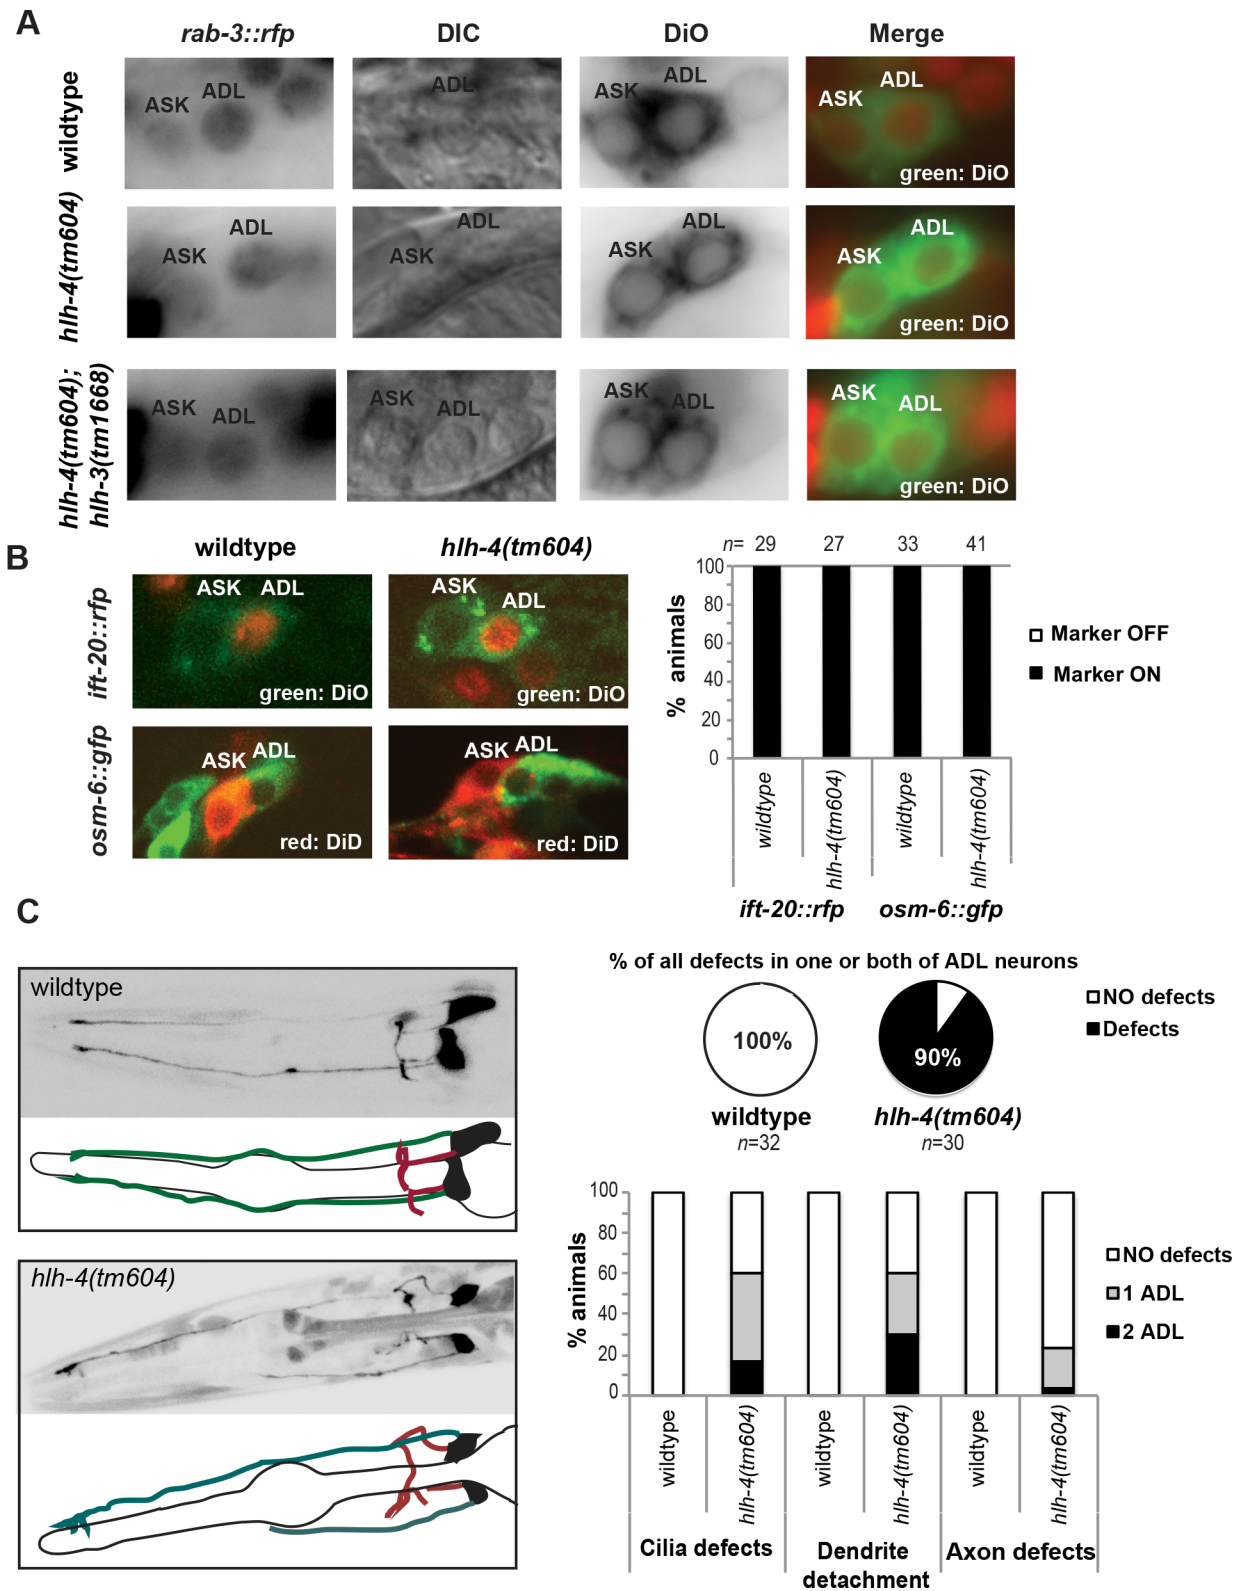 A
rab-3::rfp DIC DiO Merge
wildtype
ASK ADL
ADL
ASK ADL
ASK ADL
green: DiO
hlh-4(tm604)
ASK ADL
ASK ADL
ASK ADL
ASK ADL
green: DiO
hlh-4(tm604);
hlh-3(tm1668)
ASK ADL
ASK ADL
ASK ADL
ASK ADL
green: DiO
B
wildtype hlh-4(tm604)
ift-20::rfp
ASK ADL
green: DiO
ASK ADL
green: DiO
osm-6::gfp
ASK ADL
red: DiD
ASK ADL
red: DiD
n= 29 27 33 41
% animals
100
80
60
40
20
0
Marker OFF
Marker ON
wildtype
hlh-4(tm604)
wildtype
hlh-4(tm604)
ift-20::rfp osm-6::gfp
C
wildtype
hlh-4(tm604)
% of all defects in one or both of ADL neurons
100%
90%
NO defects
Defects
wildtype hlh-4(tm604)
n=32 n=30
% animals
100
80
60
40
20
0
NO defects
1 ADL
2 ADL
wildtype
hlh-4(tm604)
wildtype
hlh-4(tm604)
wildtype
hlh-4(tm604)
Cilia defects
Dendrite
detachment
Axon defects